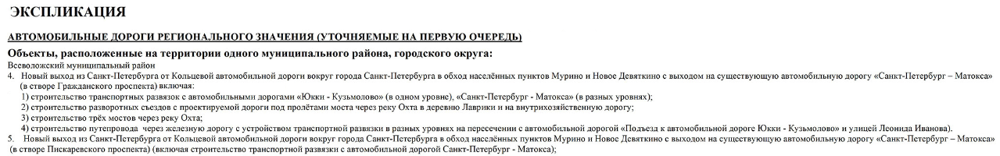 ЭКСПЛИКАЦИЯ
АВТОМОБИЛЬНЫЕ ДОРОГИ РЕГИОНАЛЬНОГО ЗНАЧЕНИЯ (УТОЧНЯЕМЫЕ НА ПЕРВУЮ ОЧЕРЕДЬ)
Объекты, расположенные на территории одного муниципального района, городского округа:
Всеволожский муниципальный район
4. Новый выход из Санкт-Петербурга от Кольцевой автомобильной дороги вокруг города Санкт-Петербурга в обход населённых пунктов Мурино и Новое Девяткино с выходом на существующую автомобильную дорогу «Санкт-Петербург – Матокса»
(в створе Гражданского проспекта) включая:
1) строительство транспортных развязок с автомобильными дорогами «Юкки - Кузьмолово» (в одном уровне), «Санкт-Петербург - Матокса» (в разных уровнях);
2) строительство разворотных съездов с проектируемой дороги под пролётами моста через реку Охта в деревню Лаврики и на внутрихозяйственную дорогу;
3) строительство трёх мостов через реку Охта;
4) строительство путепровода через железную дорогу с устройством транспортной развязки в разных уровнях на пересечении с автомобильной дорогой «Подъезд к автомобильной дороге Юкки - Кузьмолово» и улицей Леонида Иванова).
5. Новый выход из Санкт-Петербурга от Кольцевой автомобильной дороги вокруг города Санкт-Петербурга в обход населённых пунктов Мурино и Новое Девяткино с выходом на существующую автомобильную дорогу «Санкт-Петербург – Матокса»
(в створе Пискаревского проспекта) (включая строительство транспортной развязки с автомобильной дорогой Санкт-Петербург - Матокса);